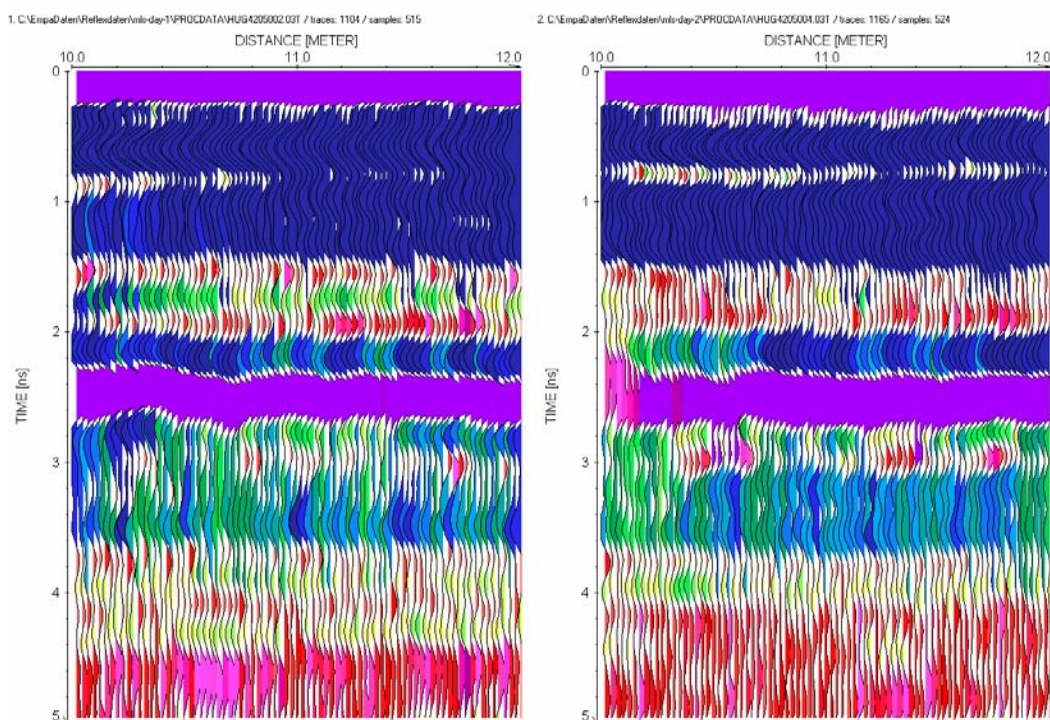 1. C:\EmpaDaten\Reflexdaten\mls-day-1\PROCDATA\HUG4205002.03T / traces: 1104 / samples: 515
DISTANCE [METER]
10.0 11.0 12.0
0
1
2
3
4
5
TIME [ns]
2. C:\EmpaDaten\Reflexdaten\mls-day-2\PROCDATA\HUG4205004.03T / traces: 1165 / samples: 524
DISTANCE [METER]
10.0 11.0 12.0
0
1
2
3
4
5
TIME [ns]